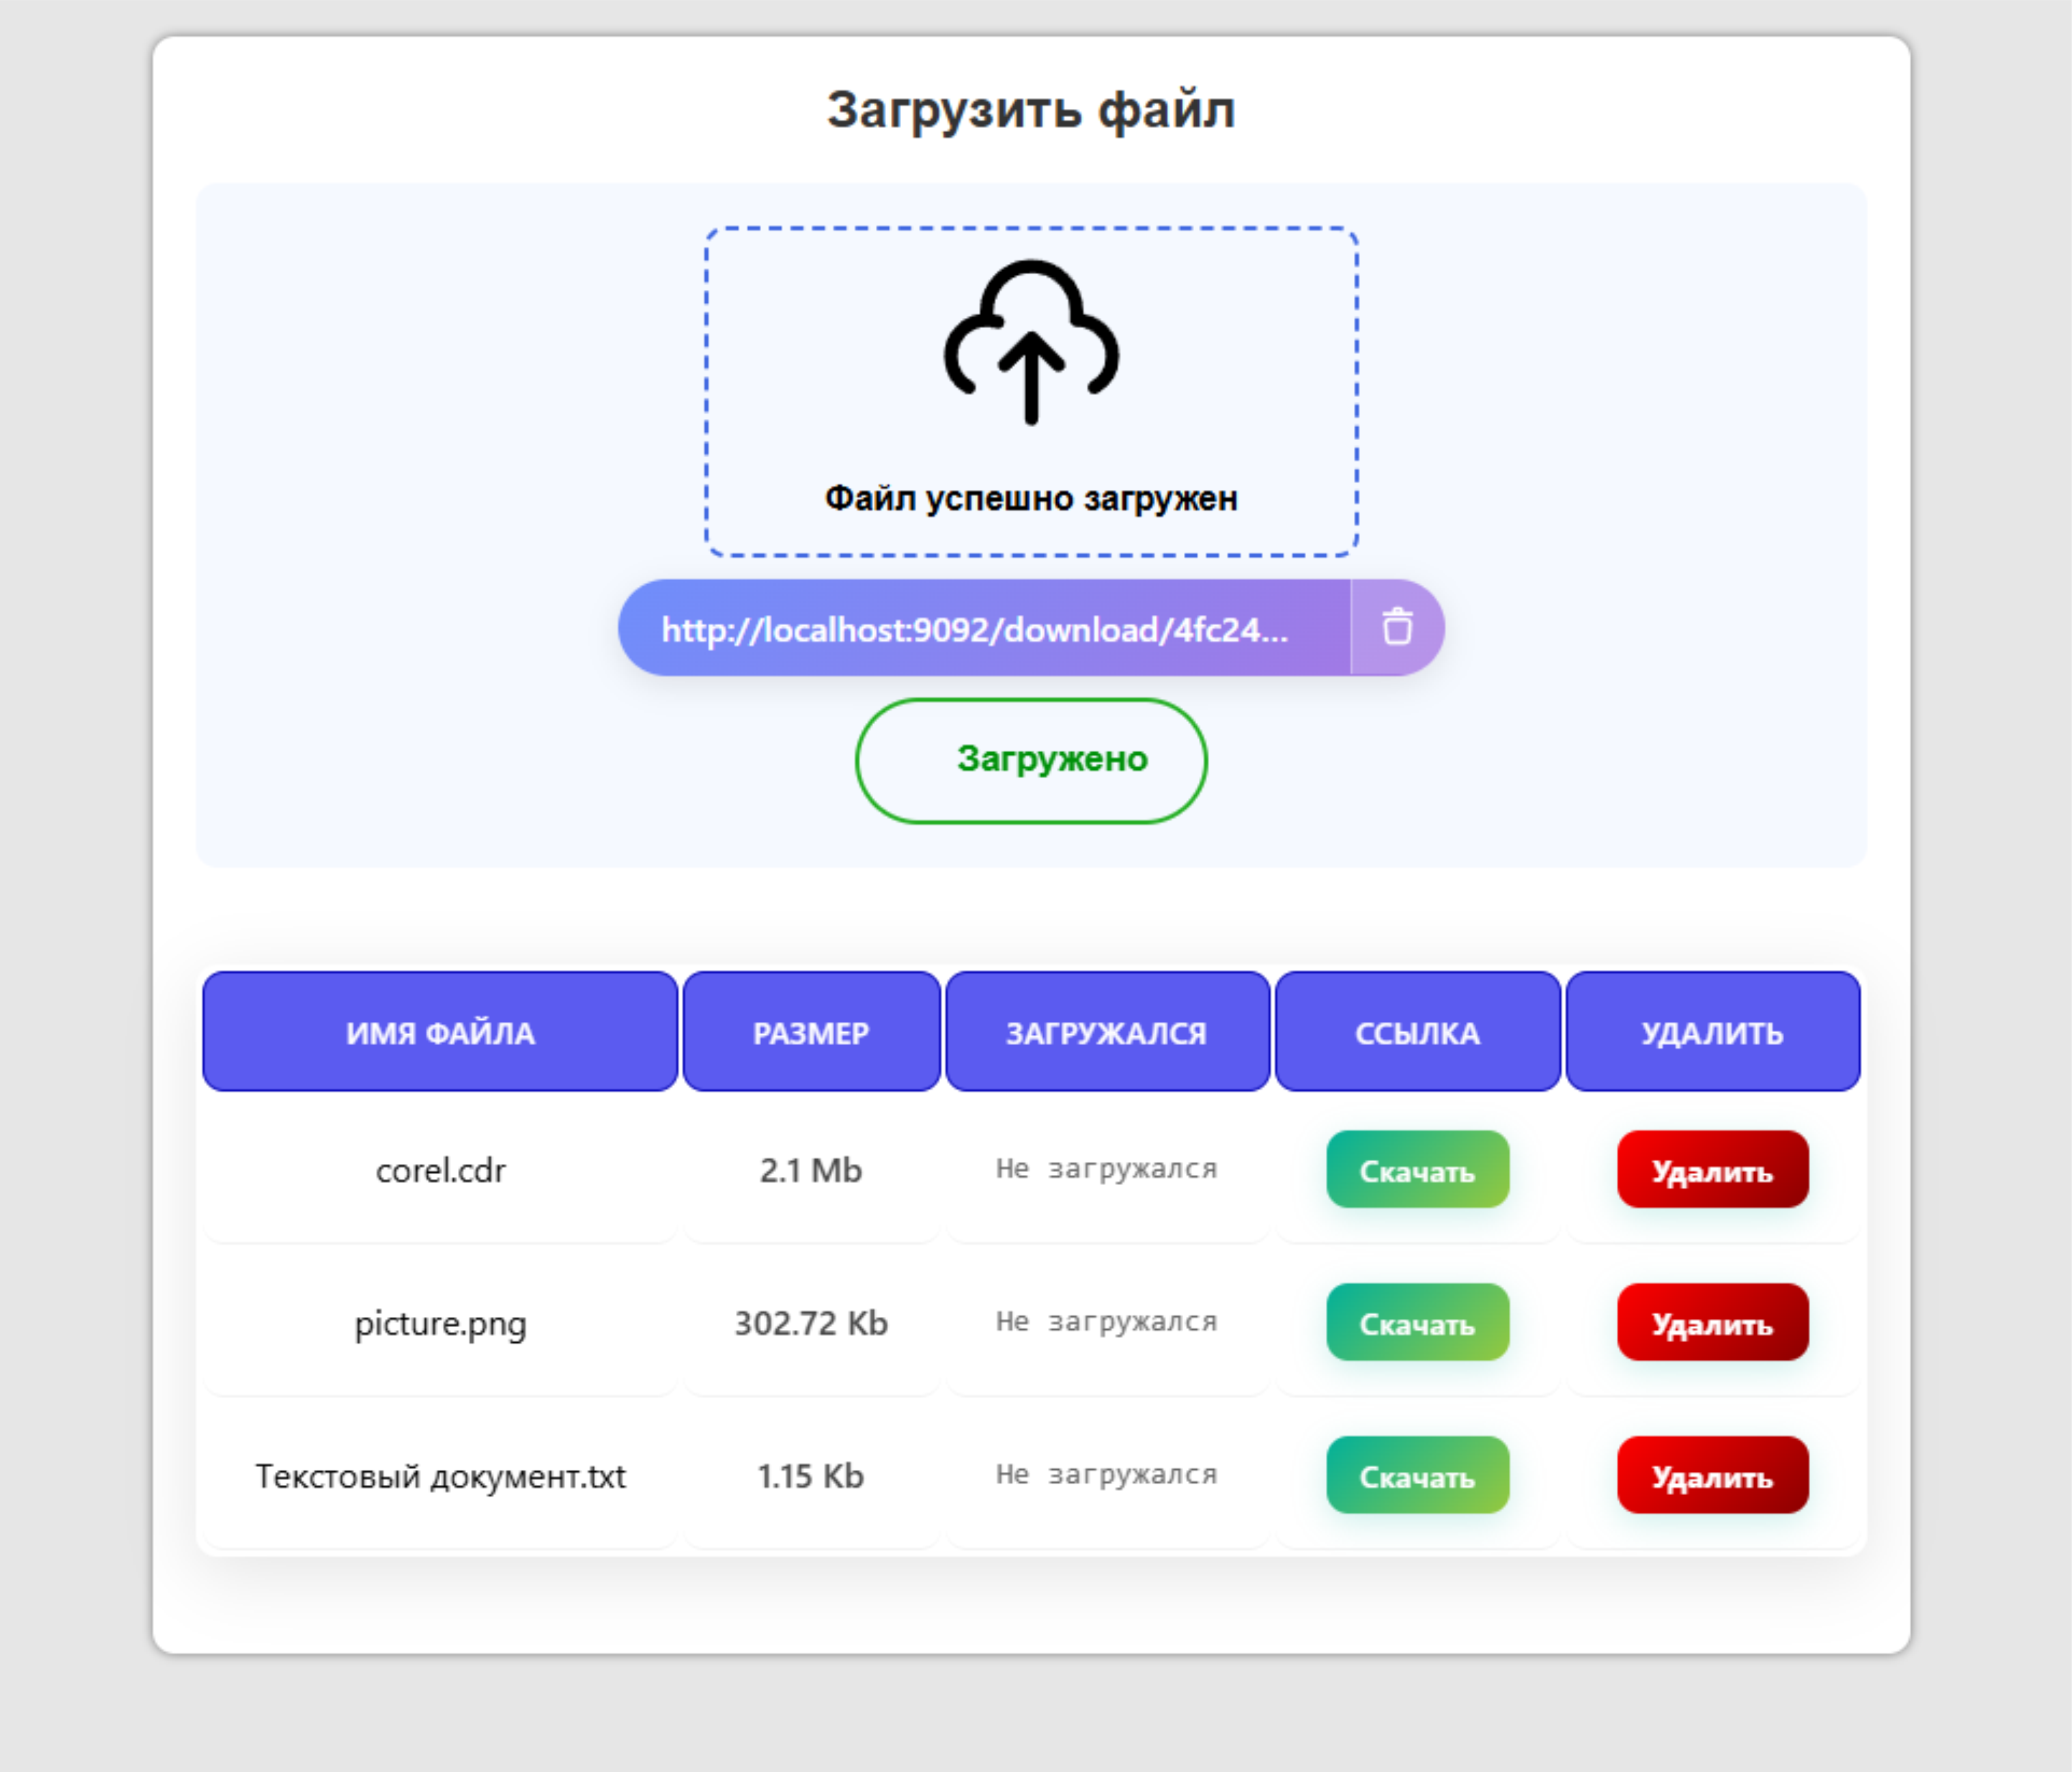 Загрузить файл
Файл успешно загружен
http://localhost:9092/download/4fc24...
Загружено
ИМЯ ФАЙЛА РАЗМЕР ЗАГРУЖАЛСЯ ССЫЛКА УДАЛИТЬ
corel.cdr 2.1 Mb Не загружался Скачать Удалить
picture.png 302.72 Kb Не загружался Скачать Удалить
Текстовый документ.txt 1.15 Kb Не загружался Скачать Удалить